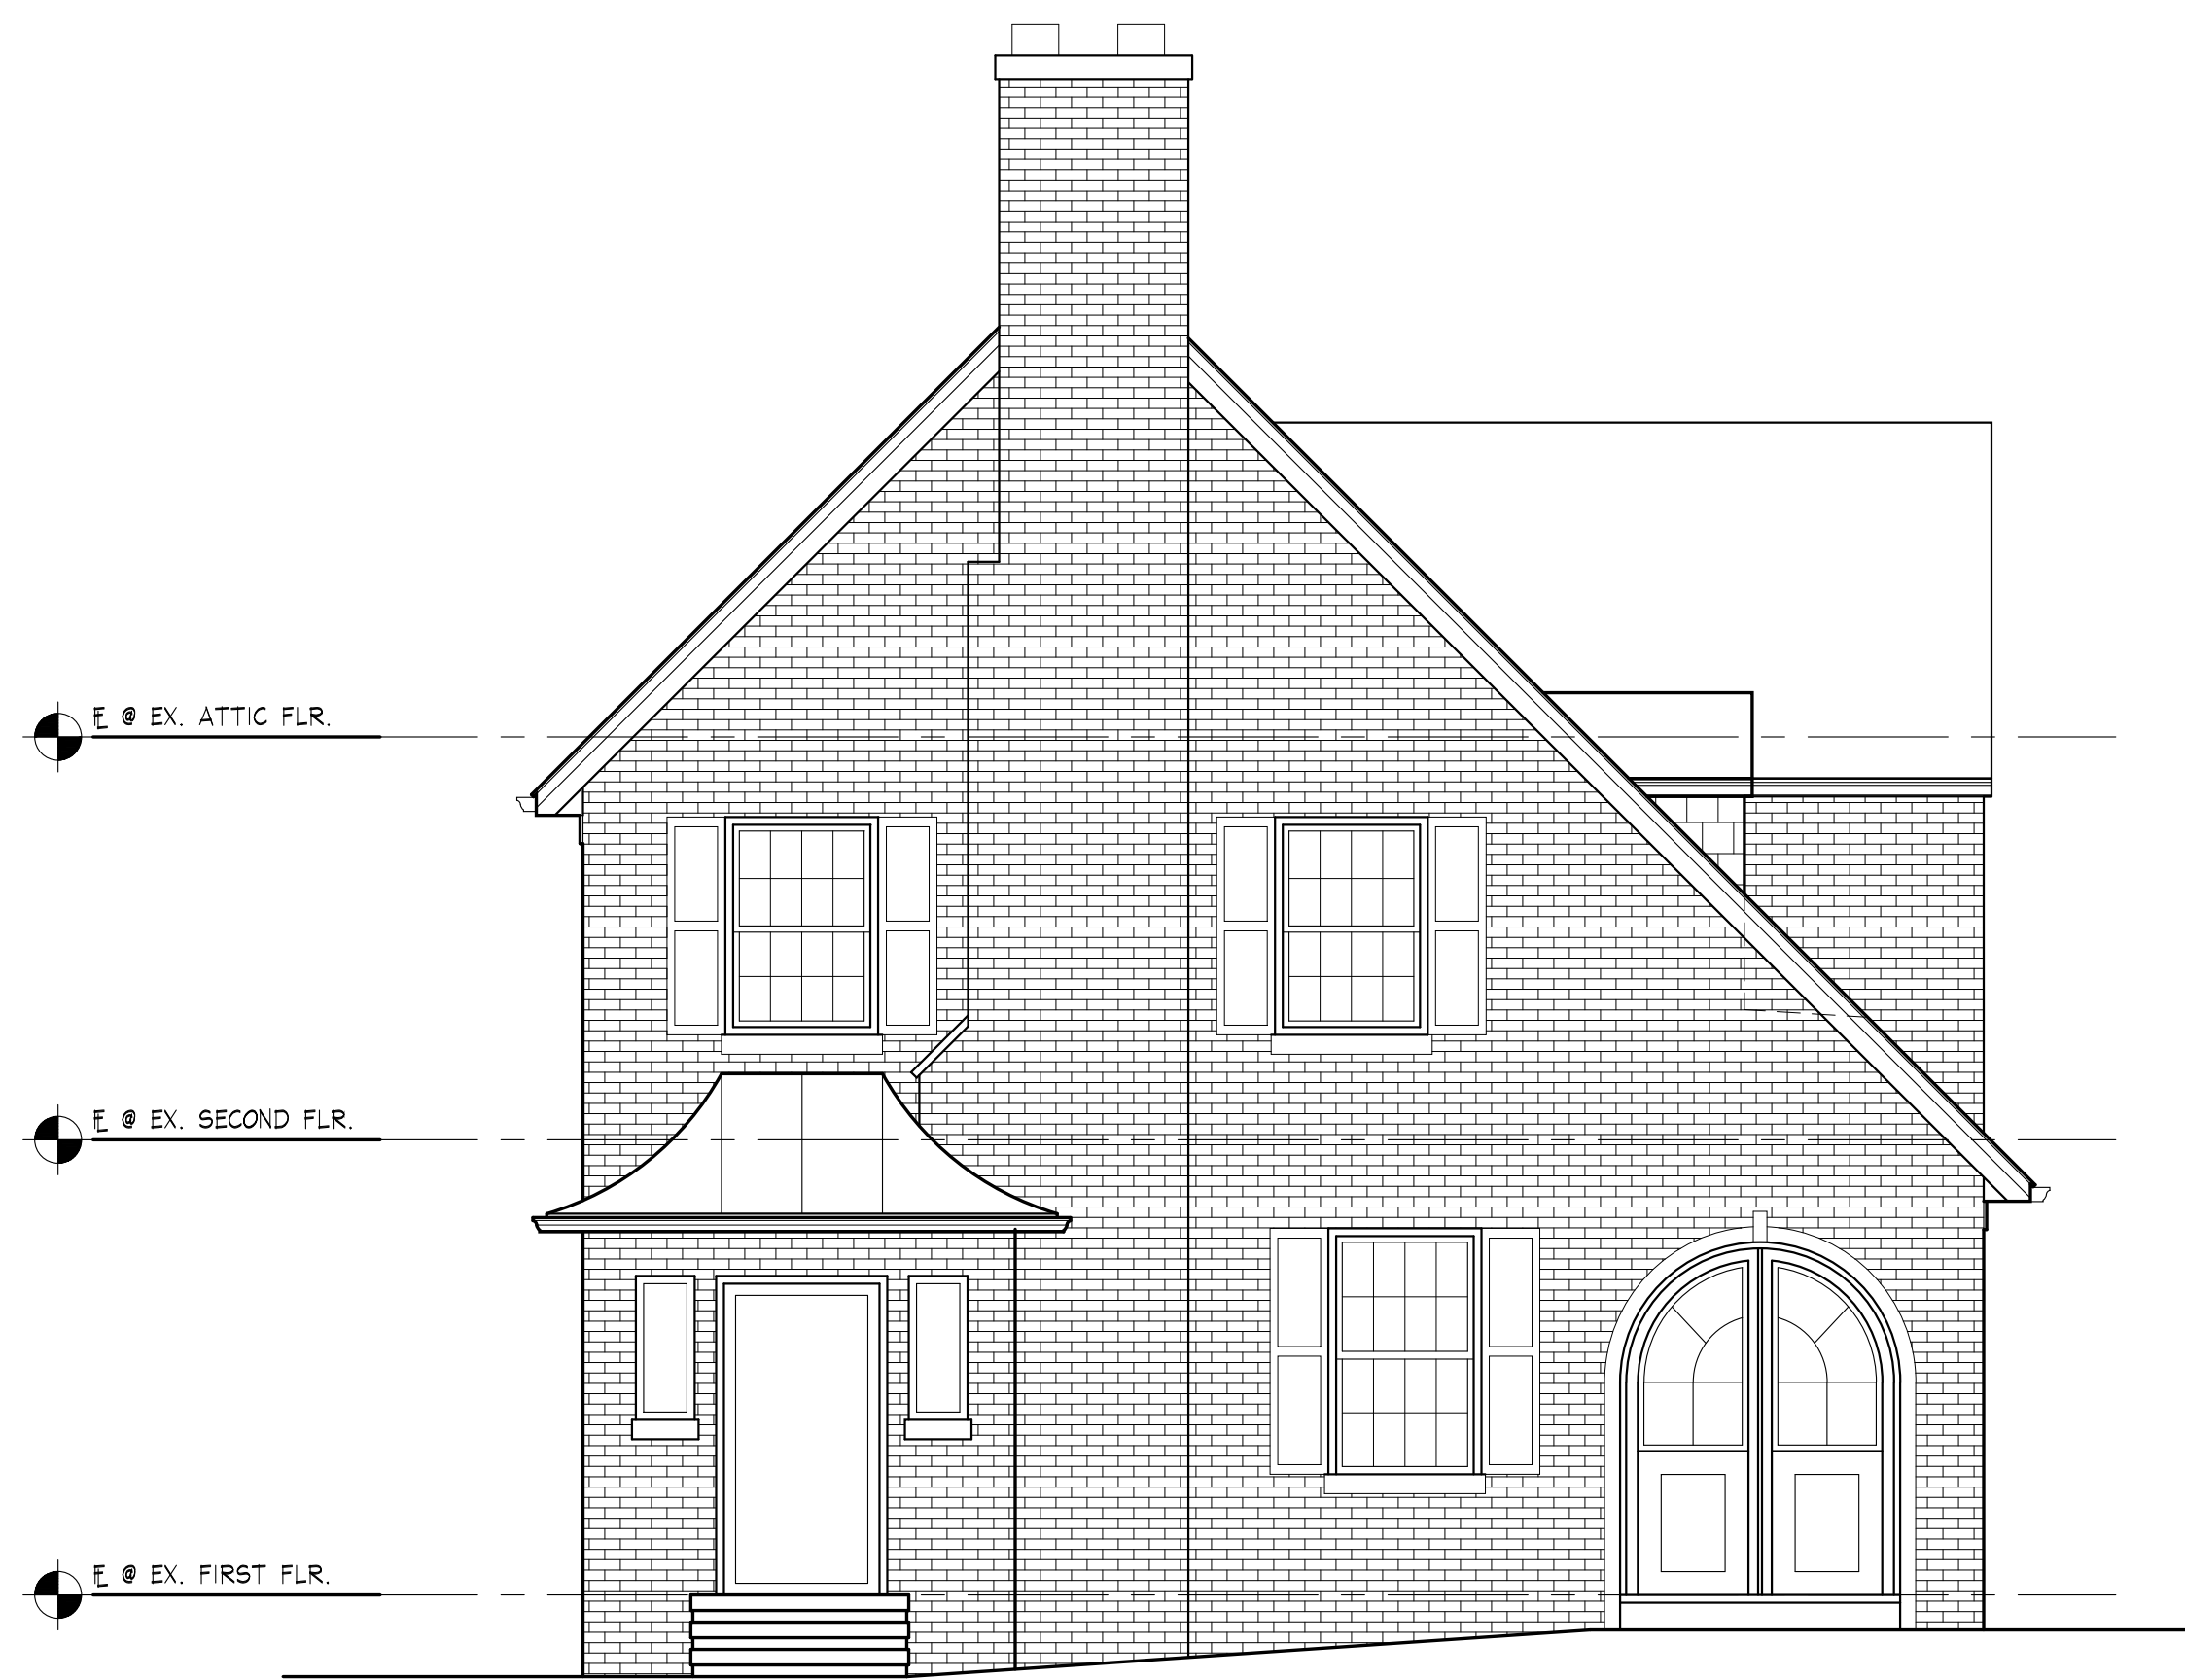 FL @ EX. ATTIC FLR.
FL @ EX. SECOND FLR.
FL @ EX. FIRST FLR.